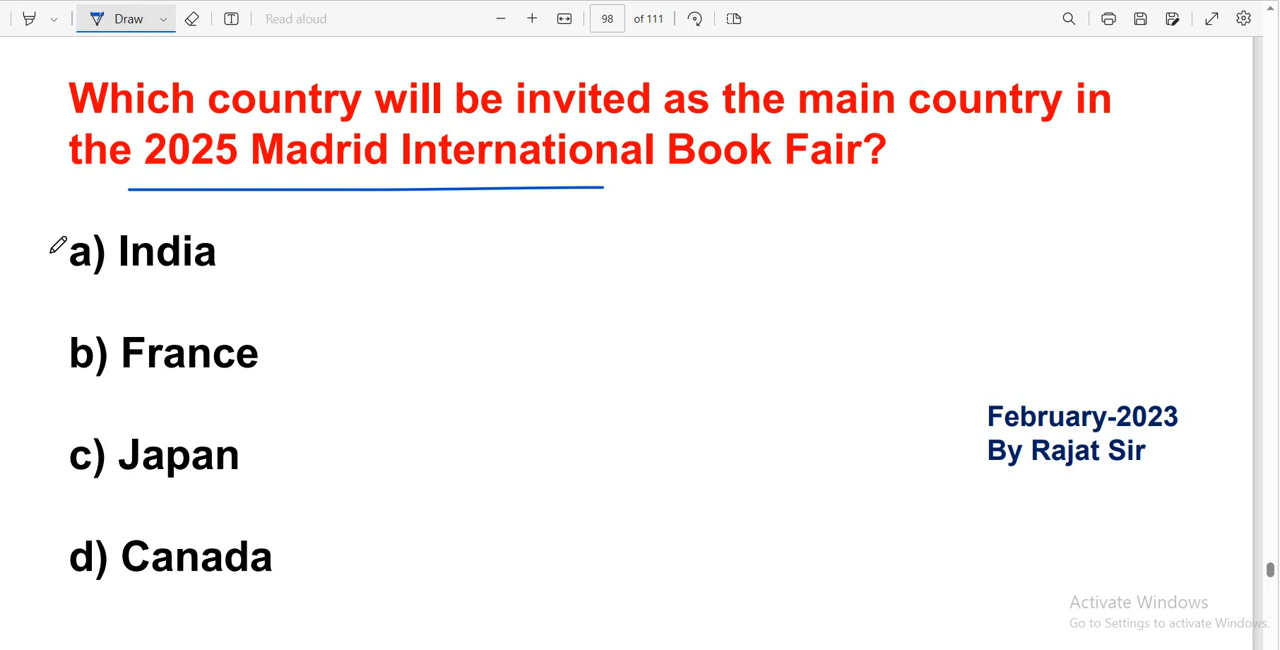 Draw
Read aloud
98 of 111
Which country will be invited as the main country in
the 2025 Madrid International Book Fair?
a) India
b) France
c) Japan
d) Canada
February-2023
By Rajat Sir
Activate Windows
Go to Settings to activate Windows.